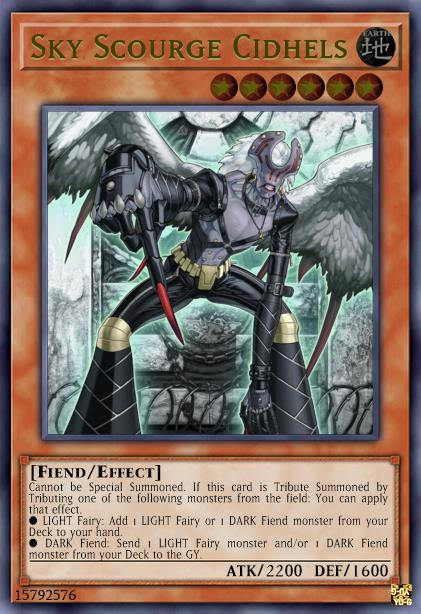 SKY SCOURGE CIDHELS
EARTH
地
[FIEND/EFFECT]
Cannot be Special Summoned. If this card is Tribute Summoned by
Tributing one of the following monsters from the field: You can apply
that effect.
● LIGHT Fairy: Add 1 LIGHT Fairy or 1 DARK Fiend monster from your
Deck to your hand.
● DARK Fiend: Send 1 LIGHT Fairy monster and/or 1 DARK Fiend
monster from your Deck to the GY.
ATK/2200 DEF/1600
15792576